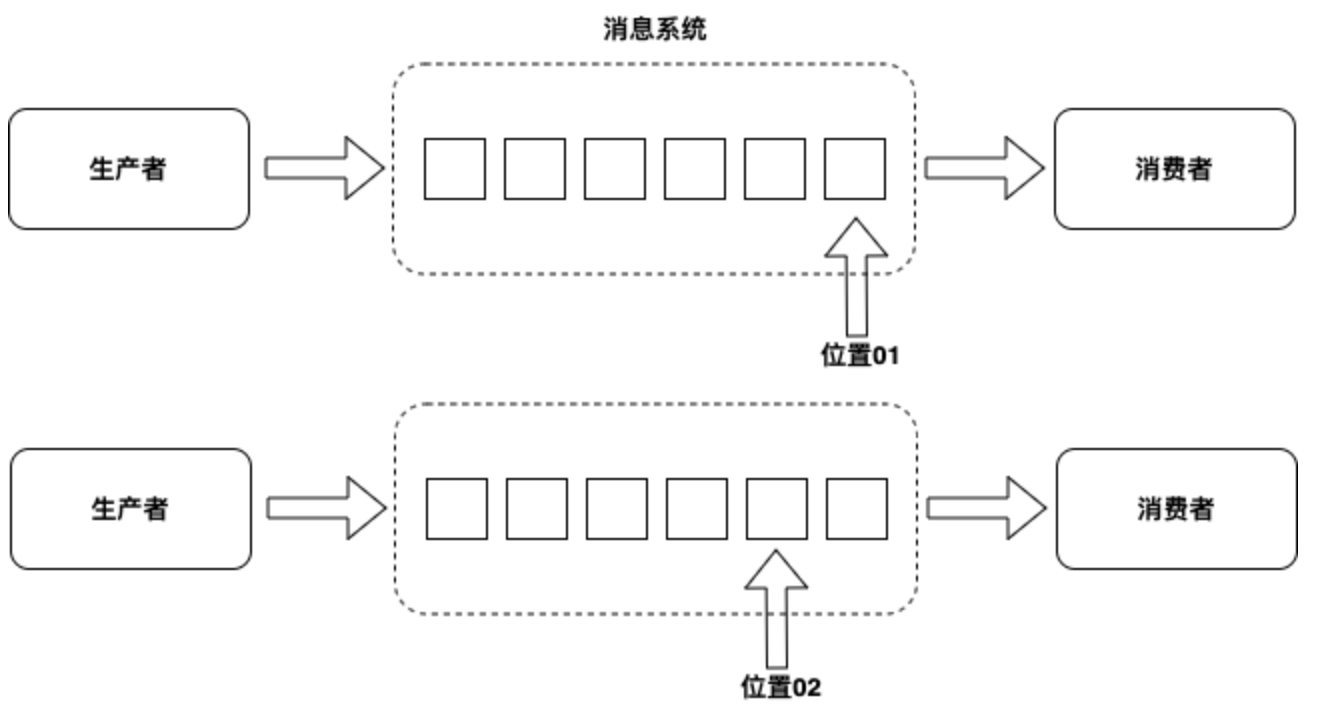 消息系统
生产者
消费者
位置01
生产者
消费者
位置02